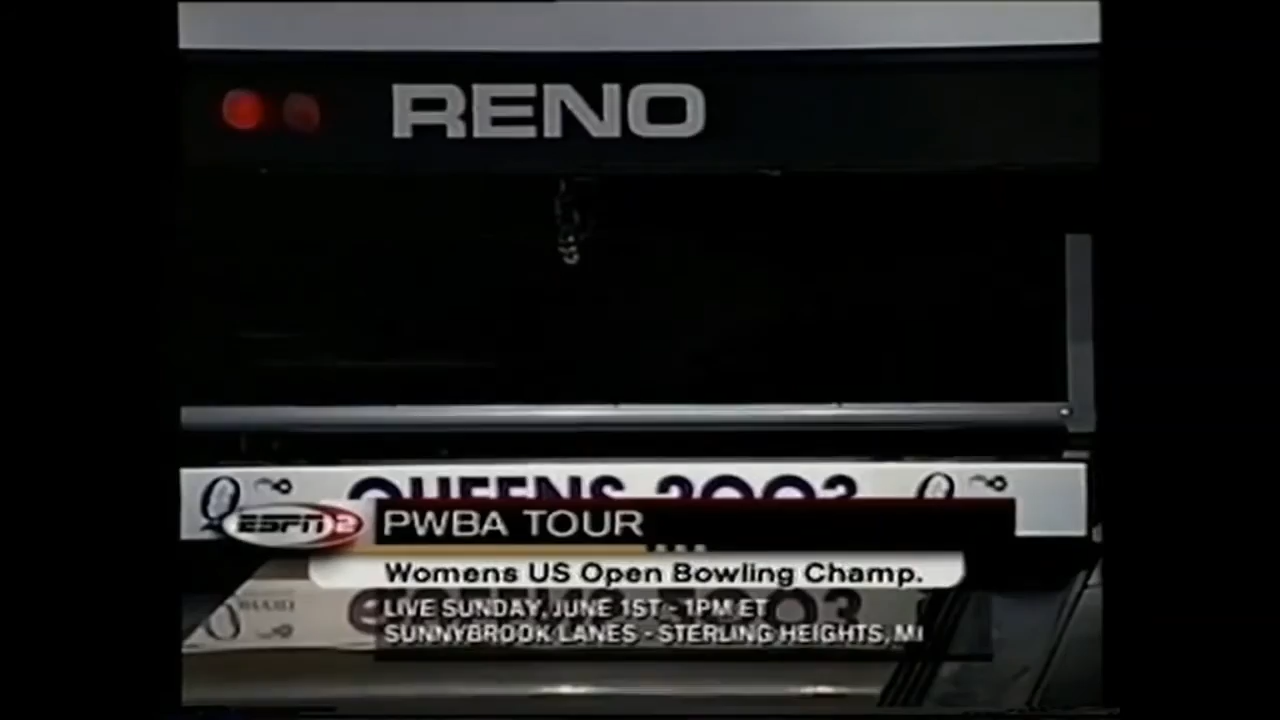 RENO
QUEENS 2003
ESPN2
PWBA TOUR
Womens US Open Bowling Champ.
LIVE SUNDAY, JUNE 1ST - 1PM ET
SUNNYBROOK LANES - STERLING HEIGHTS, MI